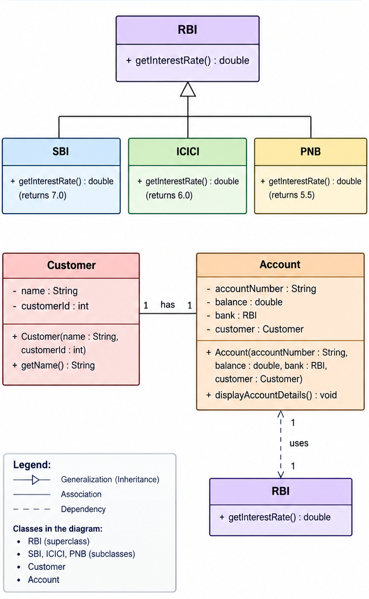 RBI
+ getInterestRate() : double
SBI
+ getInterestRate() : double
(returns 7.0)
ICICI
+ getInterestRate() : double
(returns 6.0)
PNB
+ getInterestRate() : double
(returns 5.5)
Customer
- name : String
- customerId : int
+ Customer(name : String,
customerId : int)
+ getName() : String
1 has 1
Account
- accountNumber : String
- balance : double
- bank : RBI
- customer : Customer
+ Account(accountNumber : String,
balance : double, bank : RBI,
customer : Customer)
+ displayAccountDetails() : void
1
uses
1
RBI
+ getInterestRate() : double
Legend:
Generalization (Inheritance)
Association
Dependency
Classes in the diagram:
• RBI (superclass)
• SBI, ICICI, PNB (subclasses)
• Customer
• Account